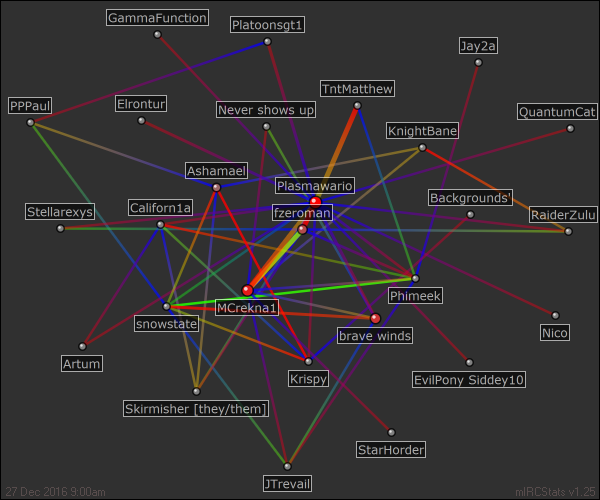 GammaFunction
Platoonsgt1
Jay2a
TntMatthew
PPPaul
Elrontur
Never shows up
QuantumCat
KnightBane
Ashamael
Plasmawario
Backgrounds'
Stellarexys
Californ1a
fzeroman
RaiderZulu
Phimeek
MCrekna1
snowstate
brave winds
Nico
Artum
Krispy
EvilPony Siddey10
Skirmisher [they/them]
StarHorder
JTrevail
27 Dec 2016 9:00am
mIRCStats v1.25